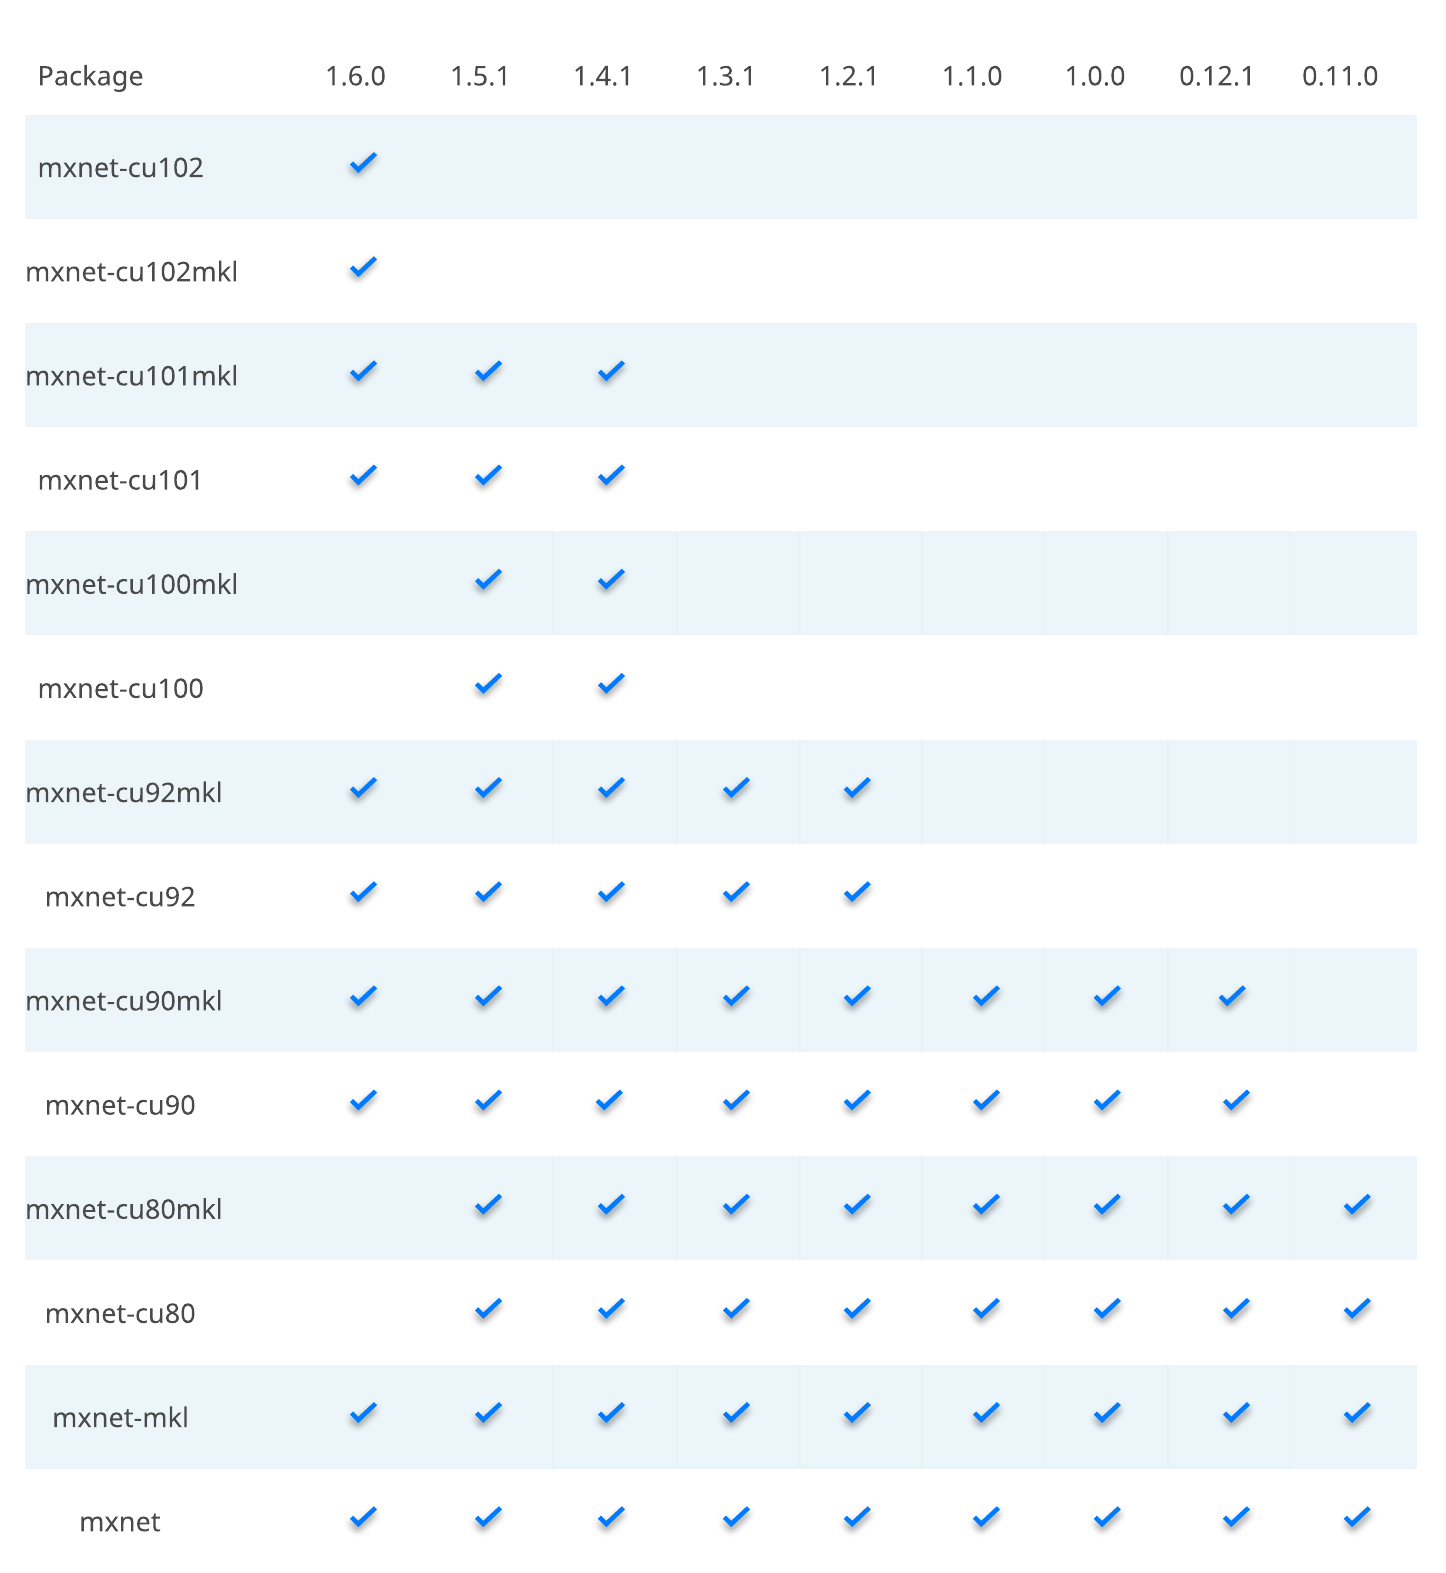 Package 1.6.0 1.5.1 1.4.1 1.3.1 1.2.1 1.1.0 1.0.0 0.12.1 0.11.0
mxnet-cu102
mxnet-cu102mkl
mxnet-cu101mkl
mxnet-cu101
mxnet-cu100mkl
mxnet-cu100
mxnet-cu92mkl
mxnet-cu92
mxnet-cu90mkl
mxnet-cu90
mxnet-cu80mkl
mxnet-cu80
mxnet-mkl
mxnet